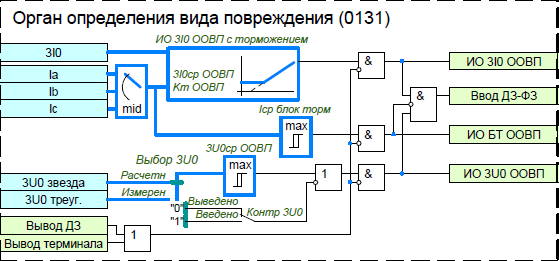 Орган определения вида повреждения (0131)
3I0
Ia
Ib
Ic
mid
ИО 3I0 ООВП с торможением
3I0ср ООВП
Кт ООВП
&
ИО 3I0 ООВП
&
Ввод ДЗ-ФЗ
Iср блок торм
max
&
ИО БТ ООВП
3U0ср ООВП
max
1
&
ИО 3U0 ООВП
Выбор 3U0
3U0 звезда
Расчетн
3U0 треуг.
Измерен
"0"
Выведено
"1"
Введено
Контр 3U0
Вывод ДЗ
Вывод терминала
1